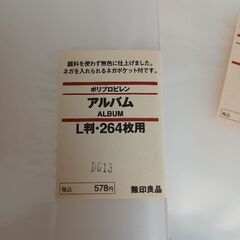 顔料を使わず無色に仕上げました。
ネガを入れられるネガポケット付です。
ポリプロピレン
アルバム
ALBUM
L判・264枚用
DG13
税込 578円 無印良品